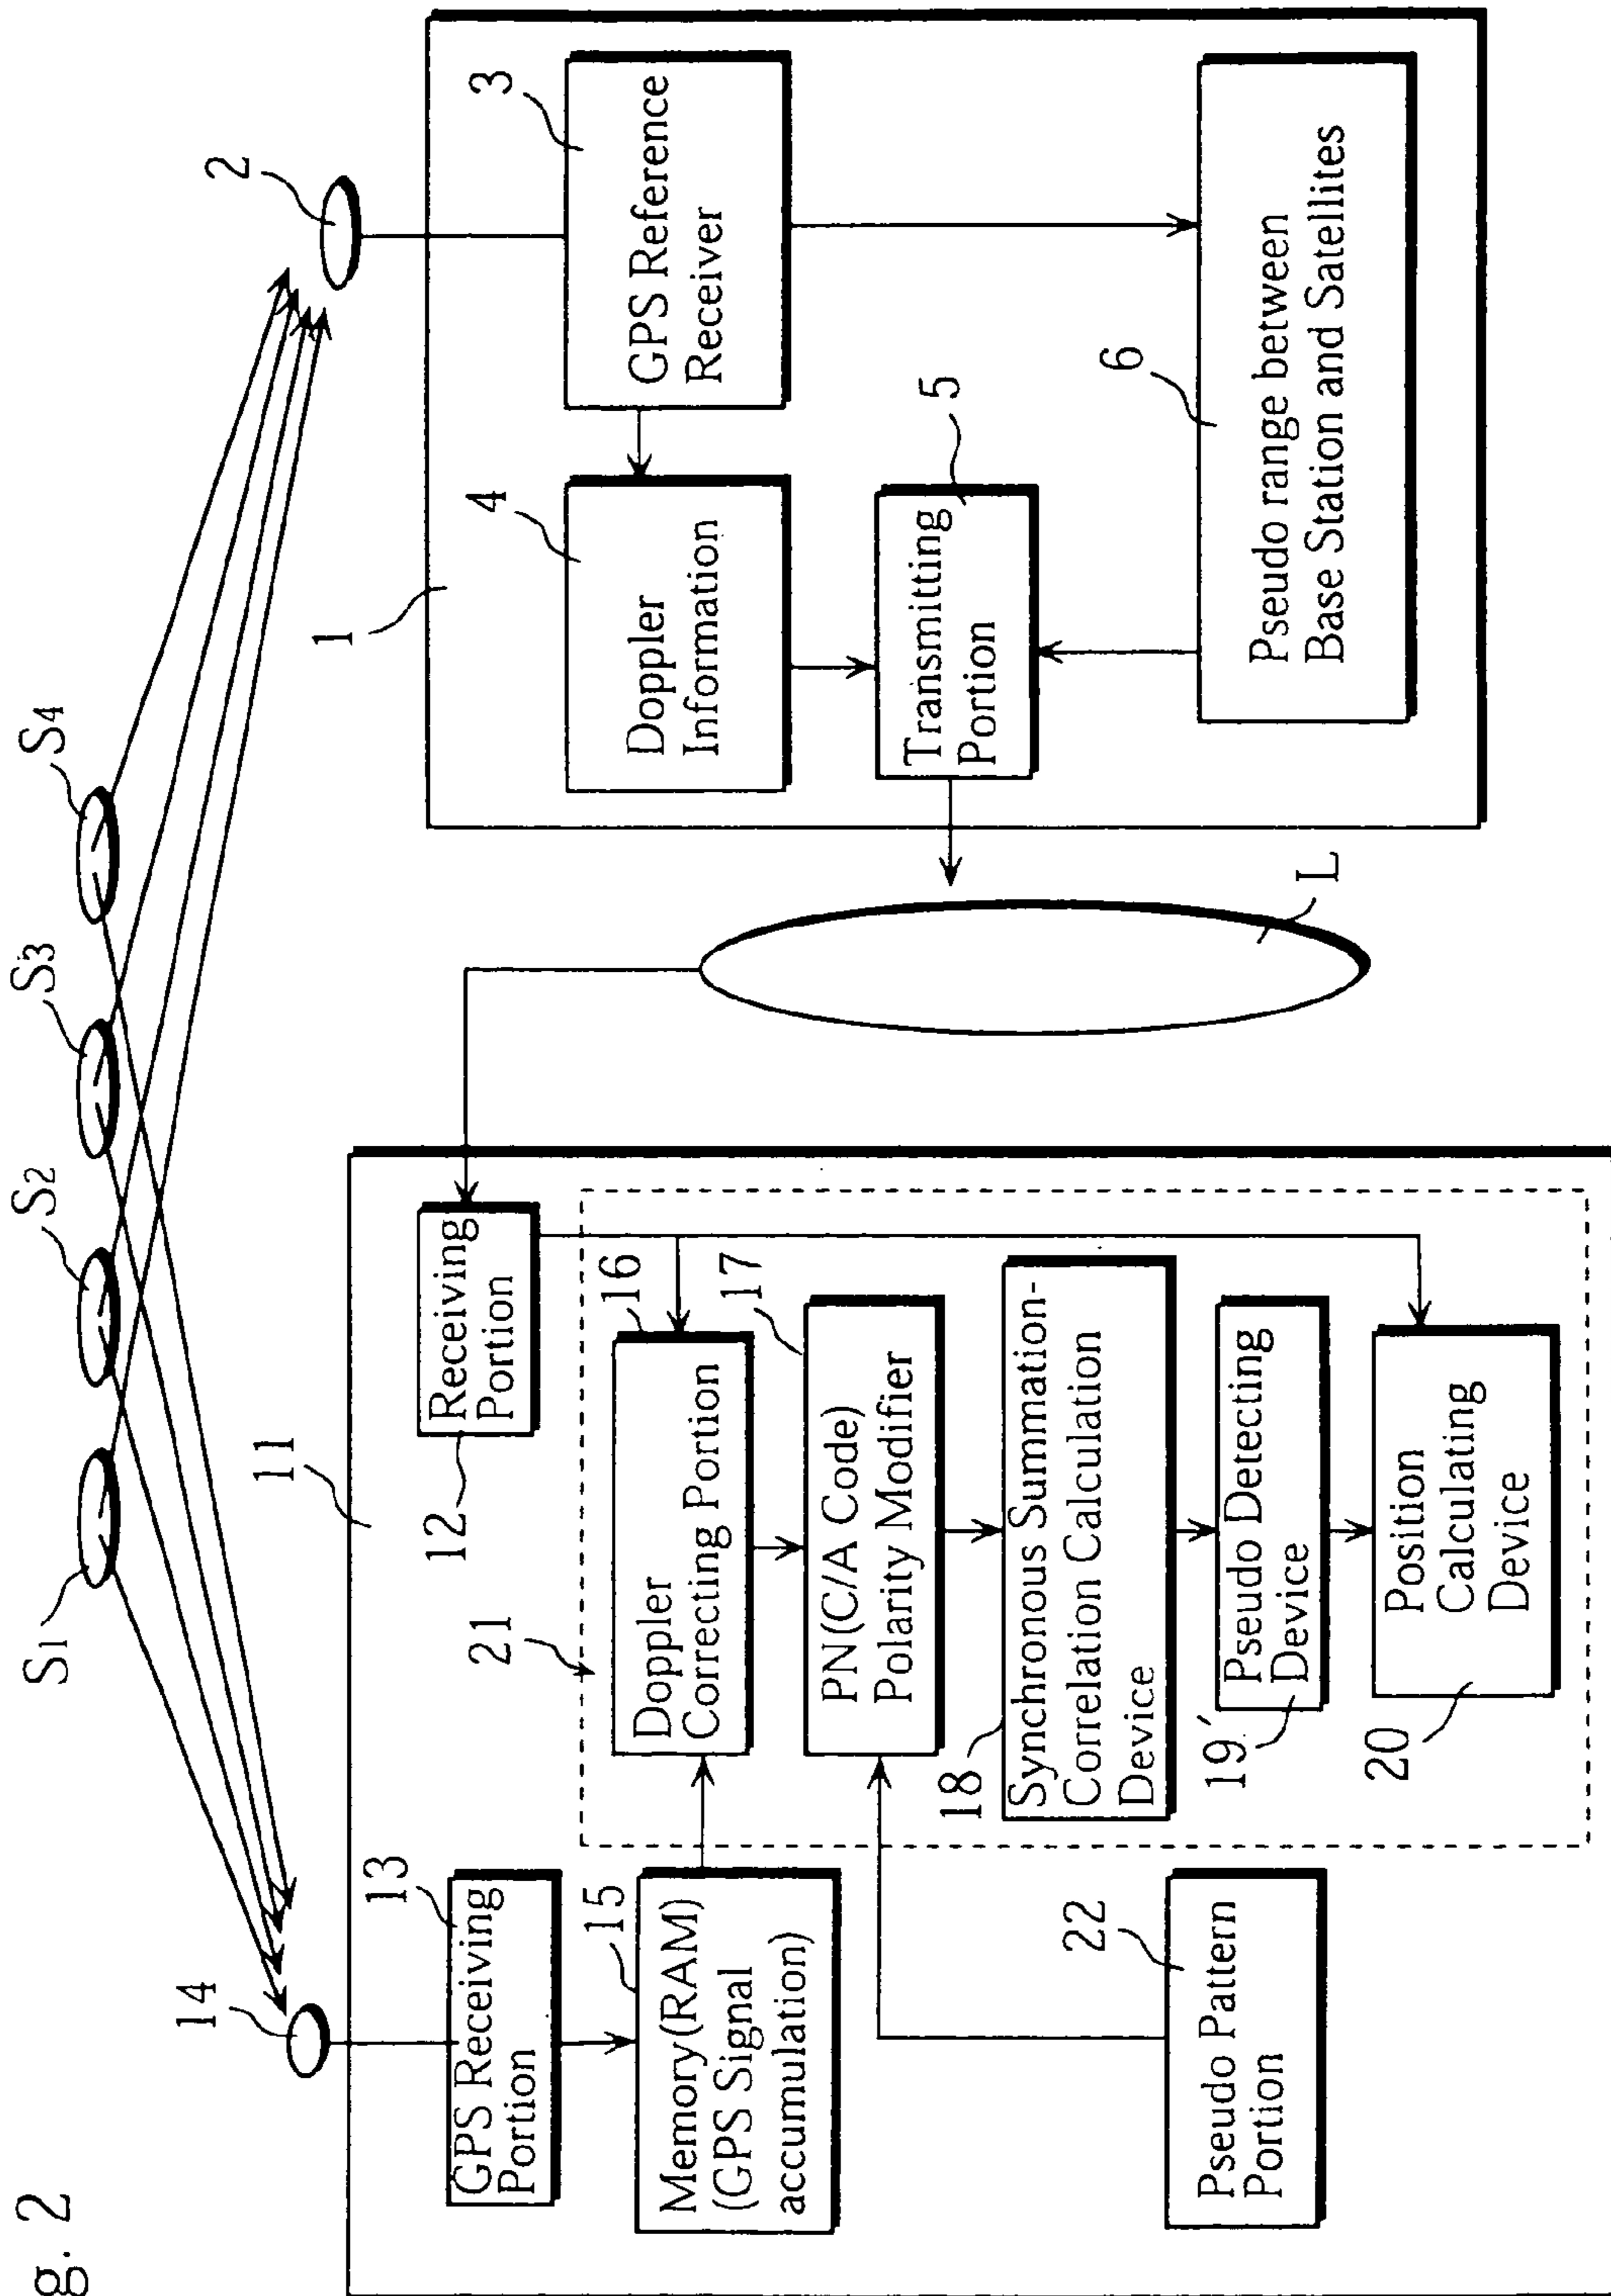 g. 2
S1
S2
S3
S4
14
2
11
1
13
GPS Receiving
Portion
15
Memory(RAM)
(GPS Signal
accumulation)
22
Pseudo Pattern
Portion
12
Receiving
Portion
21
16
Doppler
Correcting Portion
17
PN(C/A Code)
Polarity Modifier
18
Synchronous Summation-
Correlation Calculation
Device
19′
Pseudo Detecting
Device
20
Position
Calculating
Device
L
3
GPS Reference
Receiver
4
Doppler
Information
5
Transmitting
Portion
6
Pseudo range between
Base Station and Satellites